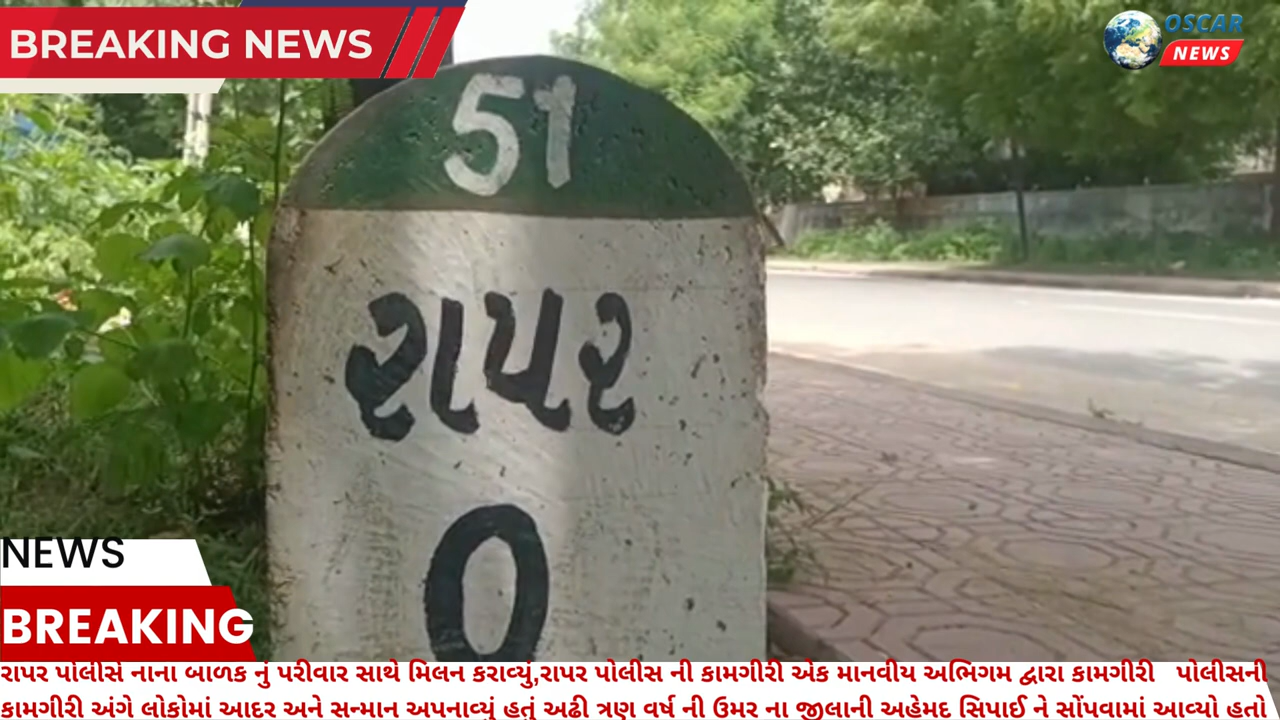 BREAKING NEWS
OSCAR
NEWS
51
રાપર
0
NEWS
BREAKING
રાપર પોલીસે નાના બાળક નું પરીવાર સાથે મિલન કરાવ્યું,રાપર પોલીસ ની કામગીરી એક માનવીય અભિગમ દ્વારા કામગીરી પોલીસની
કામગીરી અંગે લોકોમાં આદર અને સન્માન અપનાવ્યું હતું અઢી ત્રણ વર્ષ ની ઉમર ના જીલાની અહેમદ સિપાઈ ને સોંપવામાં આવ્યો હતો